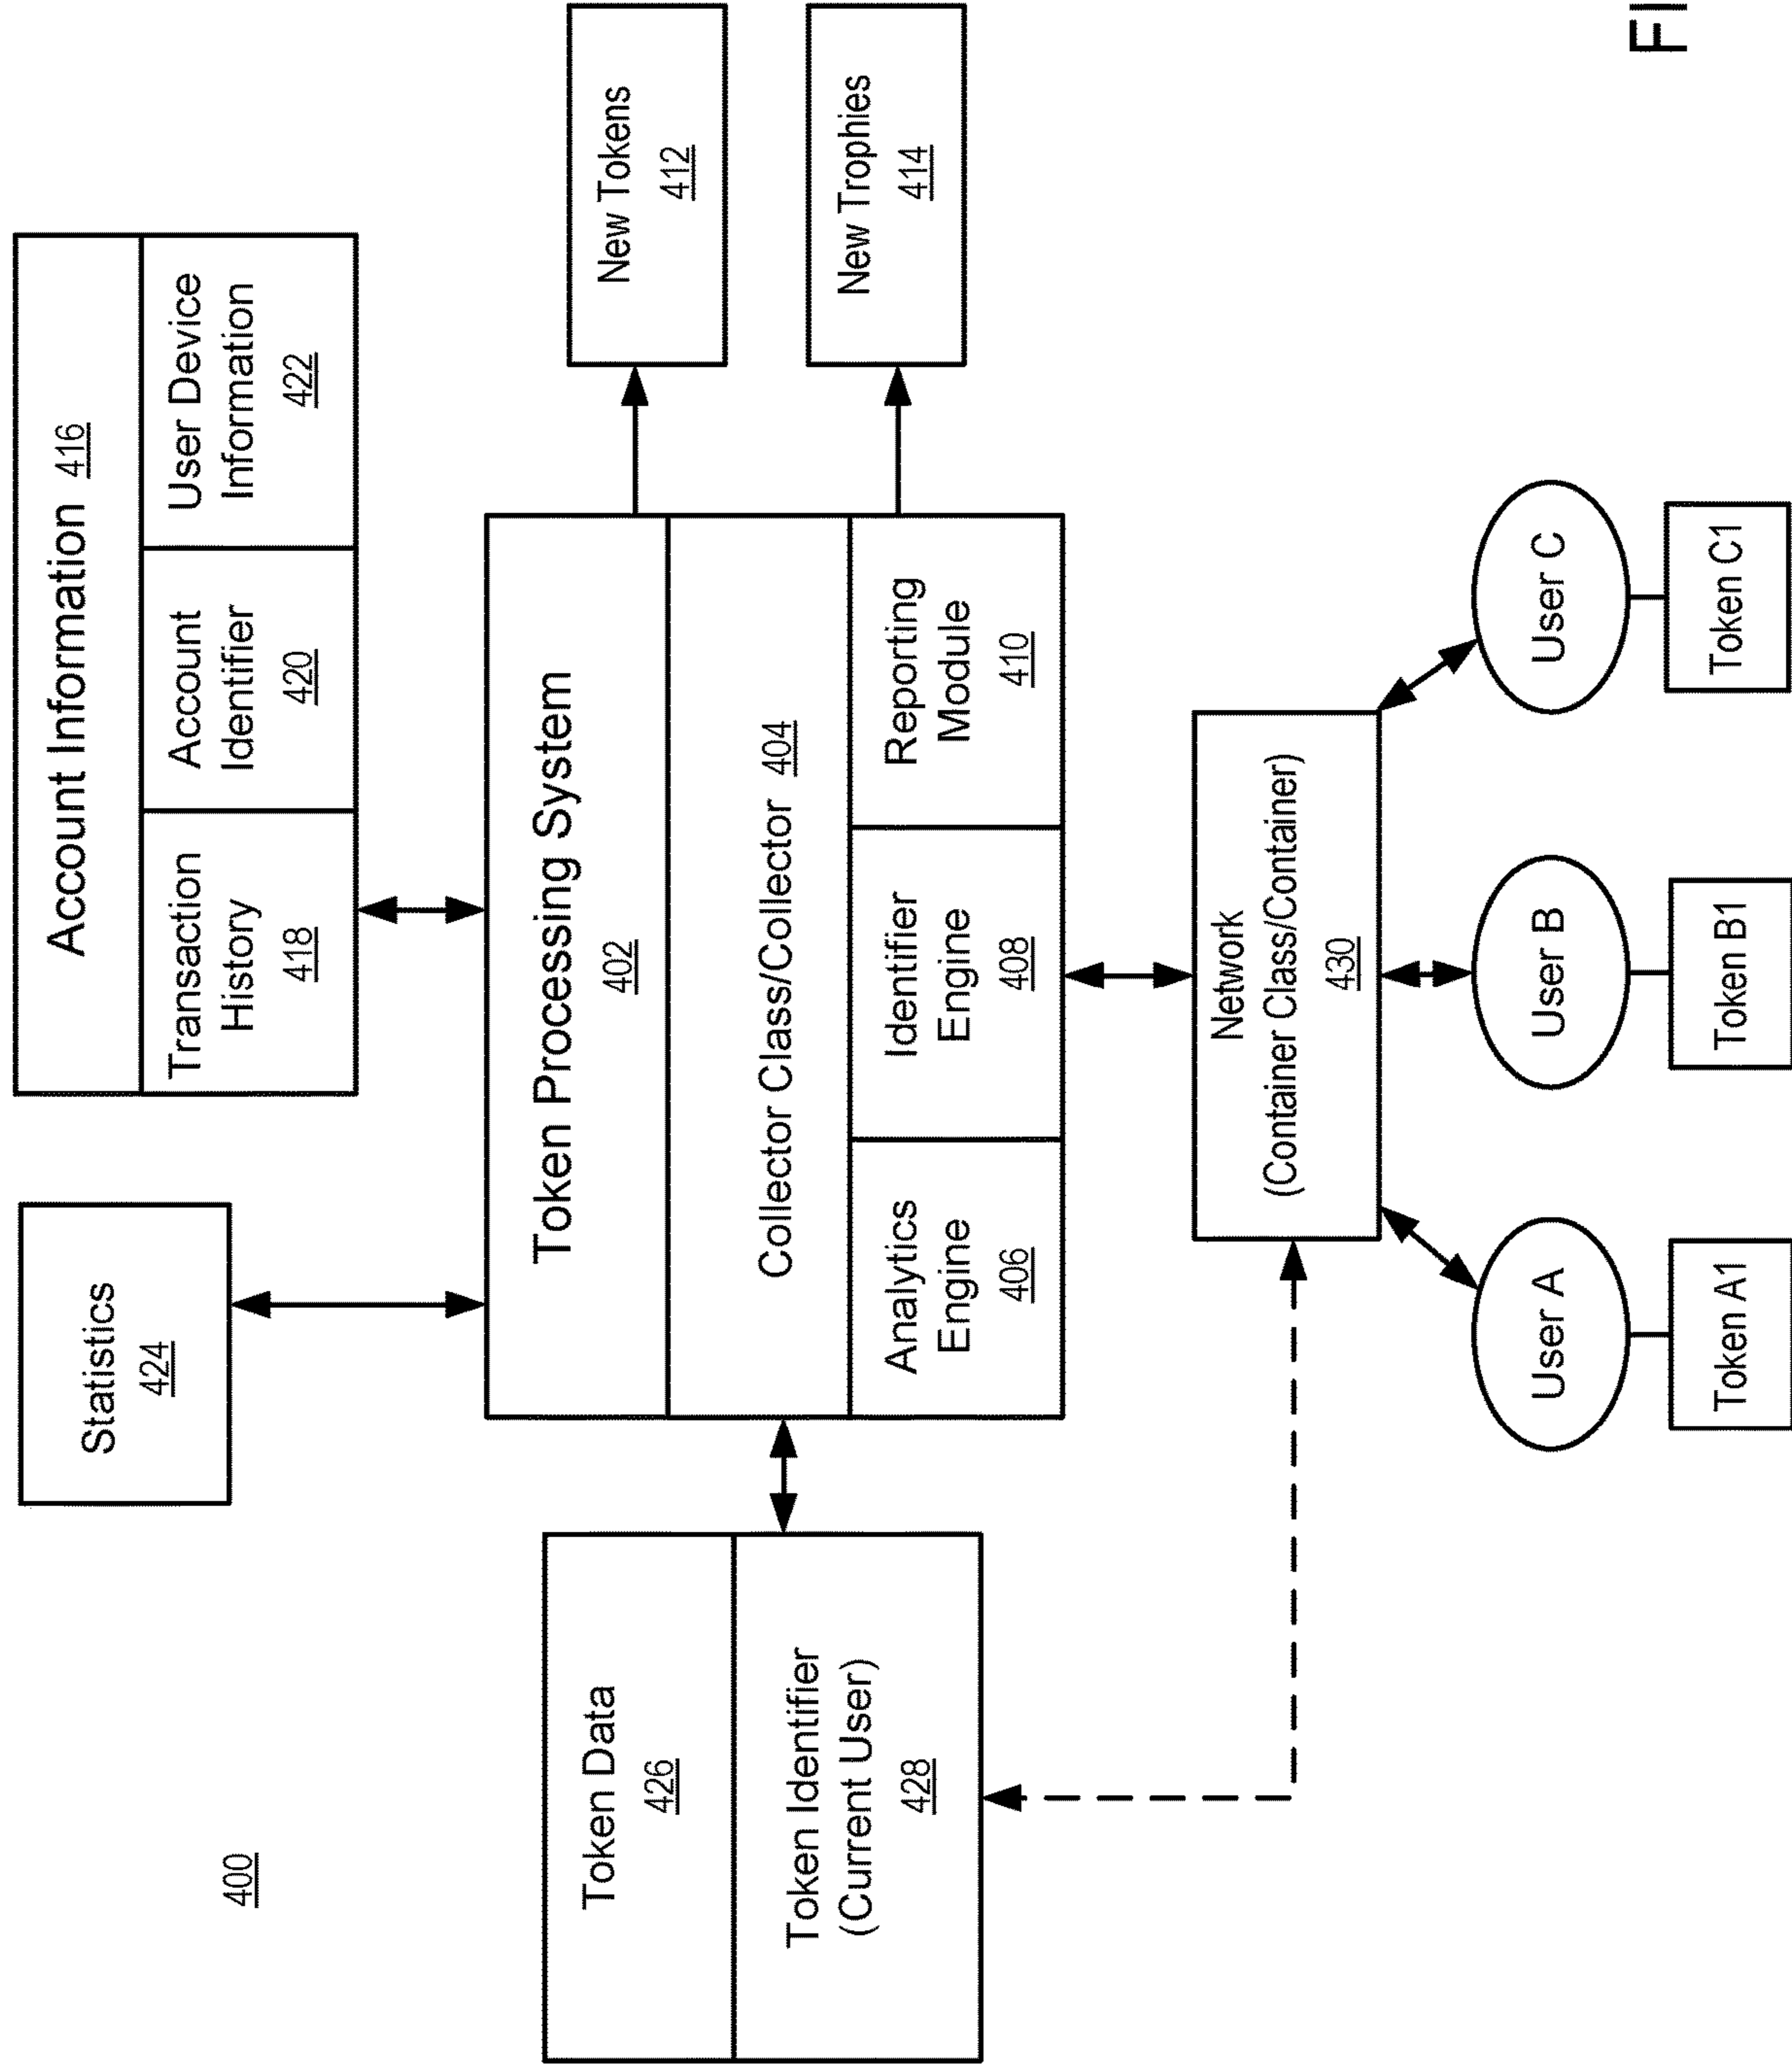 400
Statistics
424
Account Information 416
Transaction
History
418
Account
Identifier
420
User Device
Information
422
Token Data
426
Token Identifier
(Current User)
428
Token Processing System
402
Collector Class/Collector 404
Analytics
Engine
406
Identifier
Engine
408
Reporting
Module
410
New Tokens
412
New Trophies
414
Network
(Container Class/Container)
430
User A
User B
User C
Token A1
Token B1
Token C1